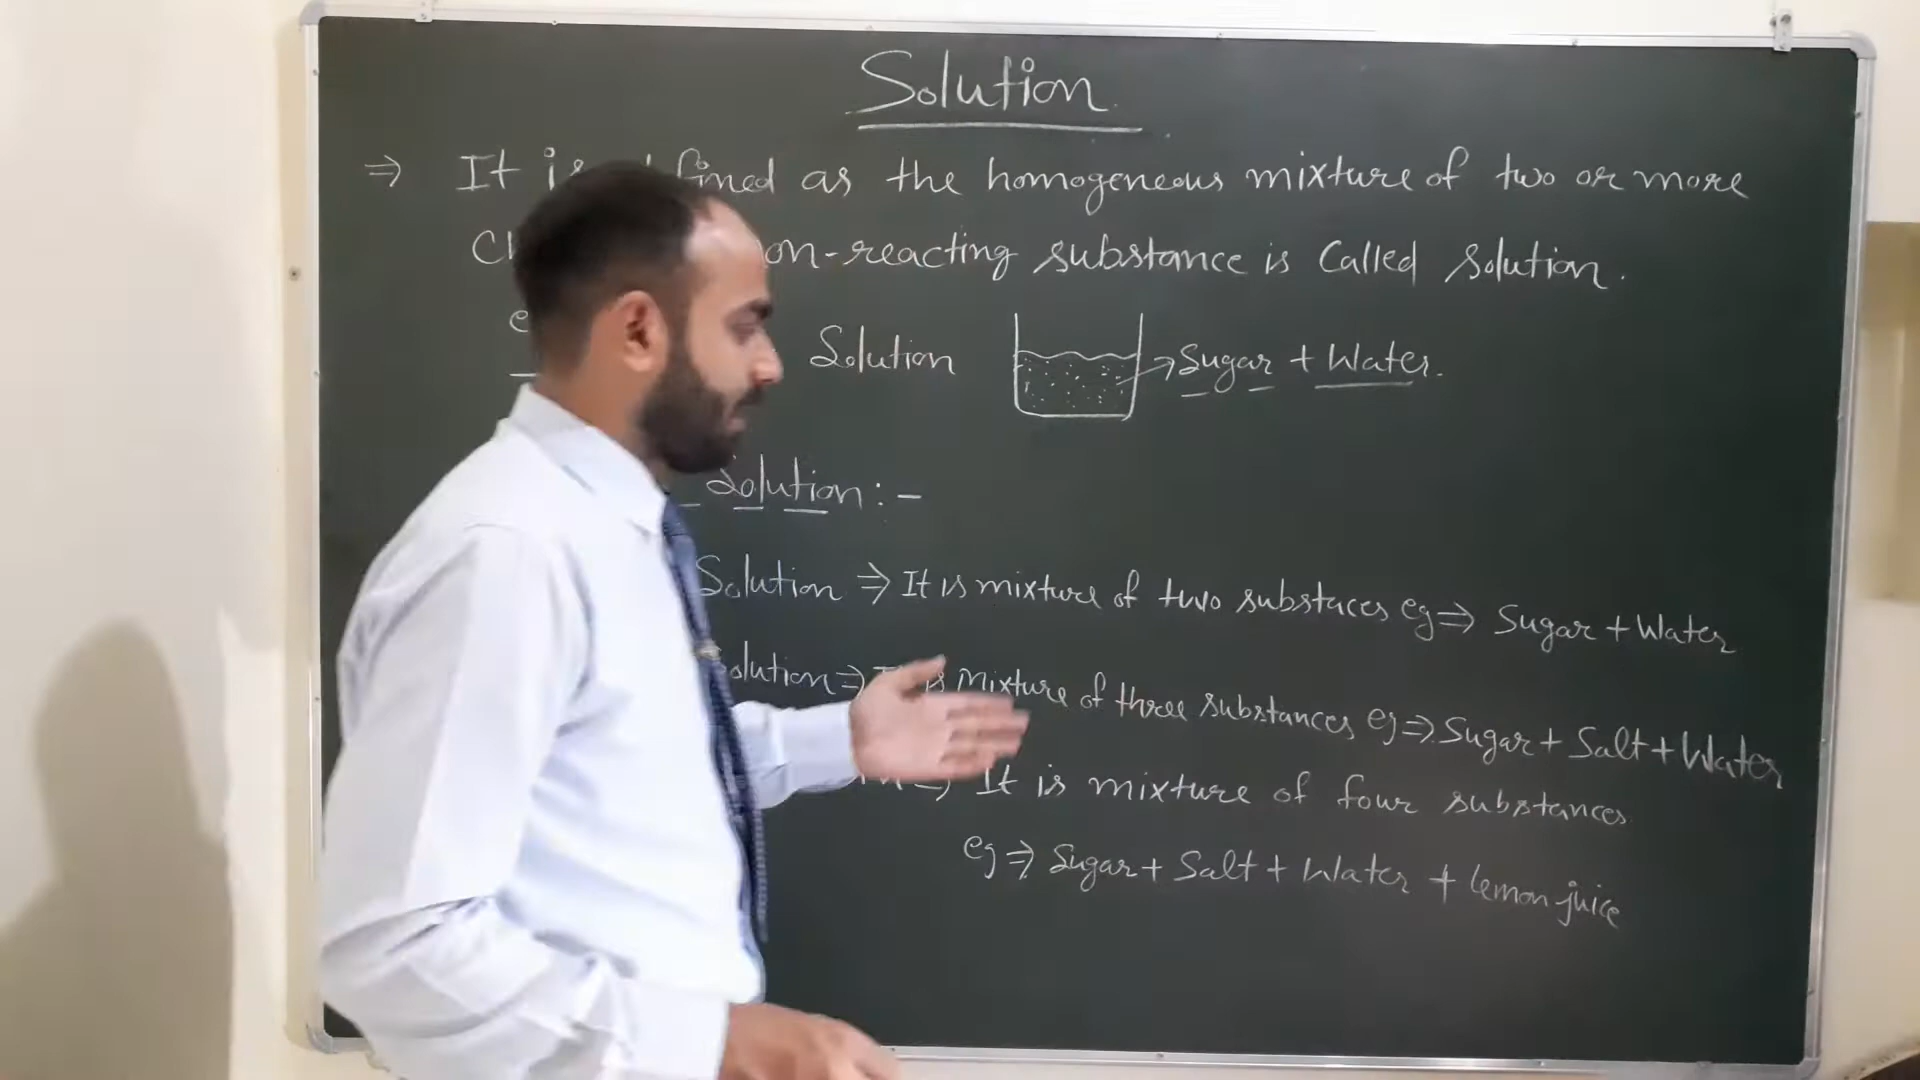 Solution
⇒ It is fined as the homogeneous mixture of two or more
on-reacting substance is Called Solution.
Solution → Sugar + Water.
Solution : -
Solution ⇒ It is mixture of two substaces eg ⇒ Sugar + Water
olution ⇒ is Mixture of three substances eg ⇒ Sugar + Salt + Water
It is mixture of four substances
eg ⇒ Sugar + Salt + Water + lemon juice